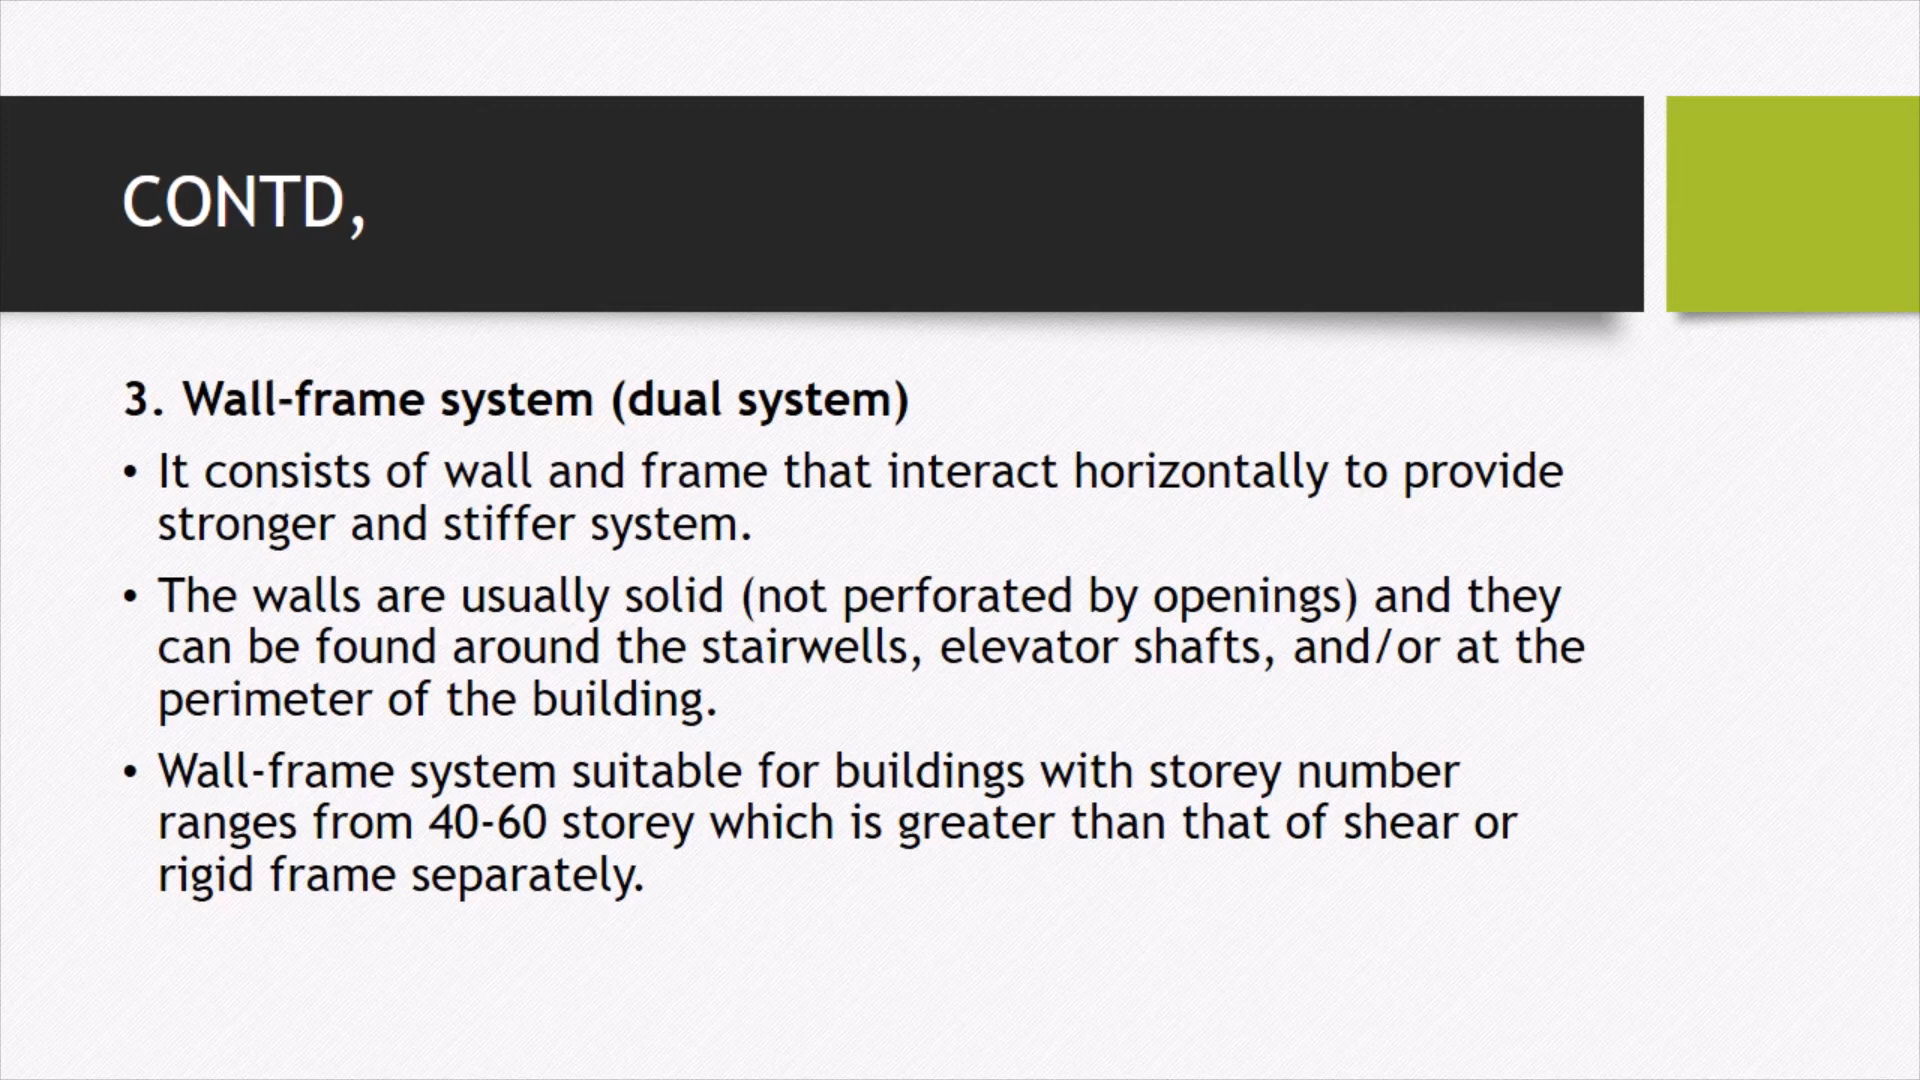 CONTD,
3. Wall-frame system (dual system)
• It consists of wall and frame that interact horizontally to provide
stronger and stiffer system.
• The walls are usually solid (not perforated by openings) and they
can be found around the stairwells, elevator shafts, and/or at the
perimeter of the building.
• Wall-frame system suitable for buildings with storey number
ranges from 40-60 storey which is greater than that of shear or
rigid frame separately.